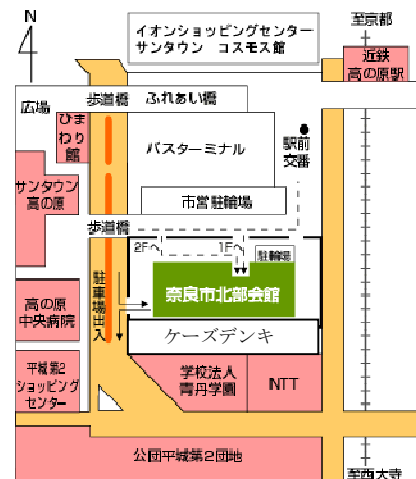 N
イオンショッピングセンター
サンタウン コスモス館
至京都
近鉄
高の原駅
歩道橋 ふれあい橋
広場
ひま
わり
館
バスターミナル
駅前
交番
サンタウン
高の原
市営駐輪場
歩道橋
2Fへ
1Fへ
駐輪場
奈良市北部会館
駐車場出入
高の原
中央病院
ケーズデンキ
平城第2
ショッピング
センター
学校法人
青丹学園
NTT
公団平城第2団地
至西大寺